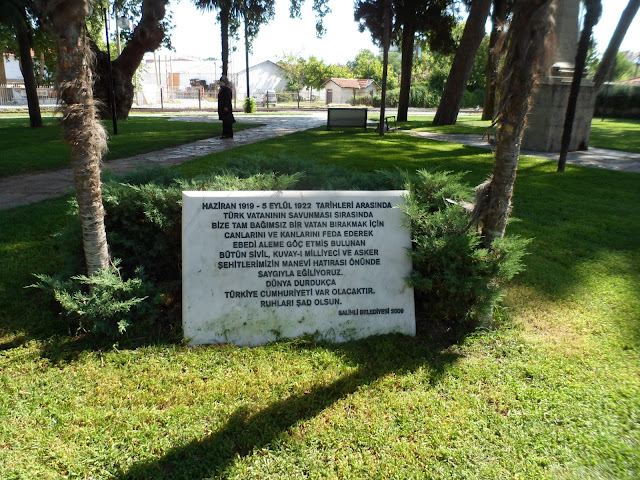 HAZIRAN 1919 - 5 EYLÜL 1922 TARİHLERİ ARASINDA
TÜRK VATANININ SAVUNMASI SIRASINDA
BİZE TAM BAĞIMSIZ BİR VATAN BIRAKMAK İÇİN
CANLARINI VE KANLARINI FEDA EDEREK
EBEDİ ALEME GÖÇ ETMİŞ BULUNAN
BÜTÜN SİVİL, KUVAY-I MİLLİYECİ VE ASKER
ŞEHİTLERİMİZİN MANEVİ HATIRASI ÖNÜNDE
SAYGIYLA EĞİLİYORUZ.
DÜNYA DURDUKÇA
TÜRKİYE CUMHURİYETİ VAR OLACAKTIR.
RUHLARI ŞAD OLSUN.
SALİHLİ BELEDİYESİ 2009